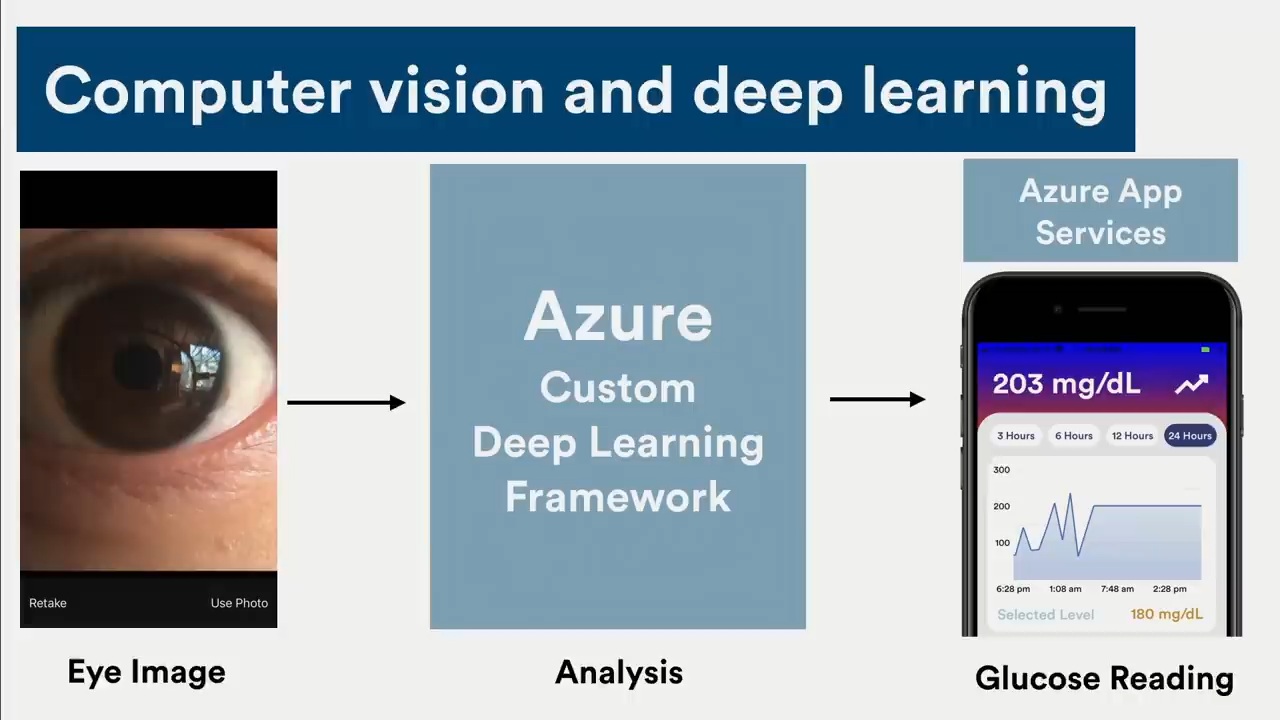 Computer vision and deep learning
Retake
Use Photo
Eye Image
Azure
Custom
Deep Learning
Framework
Analysis
Azure App
Services
203 mg/dL
3 Hours
6 Hours
12 Hours
24 Hours
300
200
100
6:28 pm
1:08 am
7:48 am
2:28 pm
Selected Level
180 mg/dL
Glucose Reading